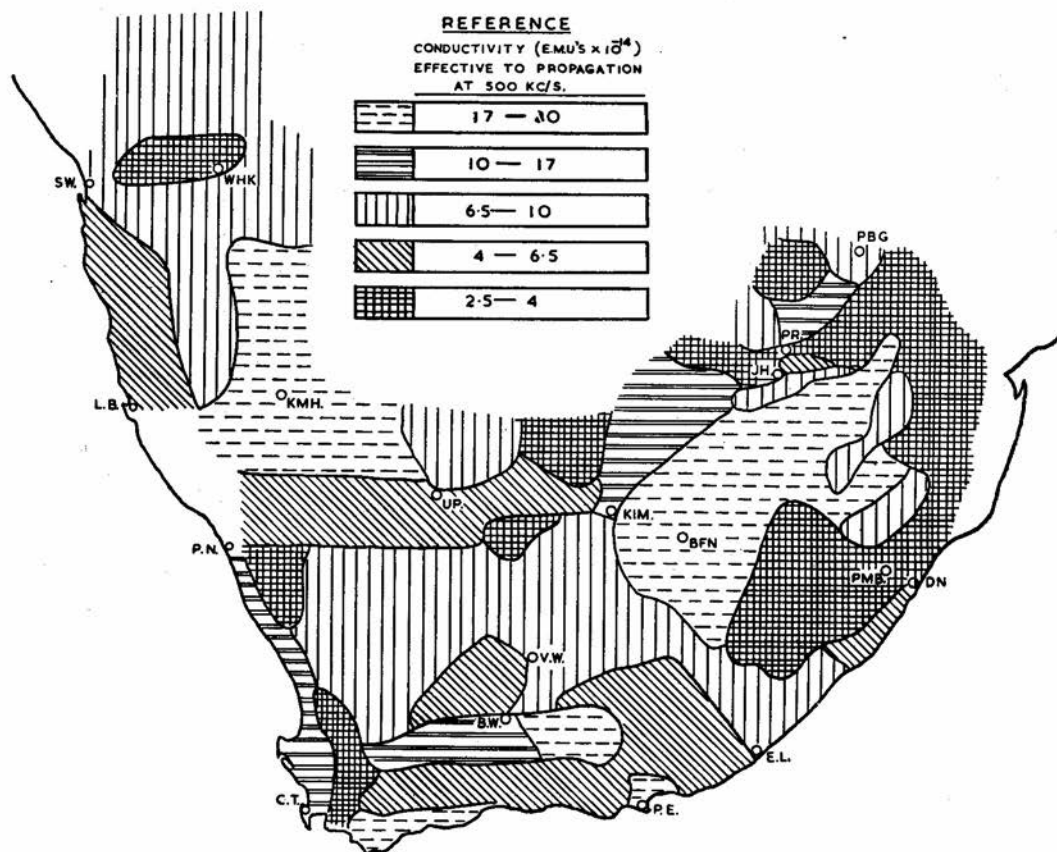 REFERENCE
CONDUCTIVITY (E.M.U'S × 10⁻¹⁴)
EFFECTIVE TO PROPAGATION
AT 500 KC/S.
17 — 30
10 — 17
6·5 — 10
4 — 6·5
2·5 — 4
WHK
SW.
PBG
PR.
JH.
L.B.
KMH.
UP.
KIM.
BFN
P.N.
PMB.
DN
V.W.
B.W.
E.L.
C.T.
P.E.